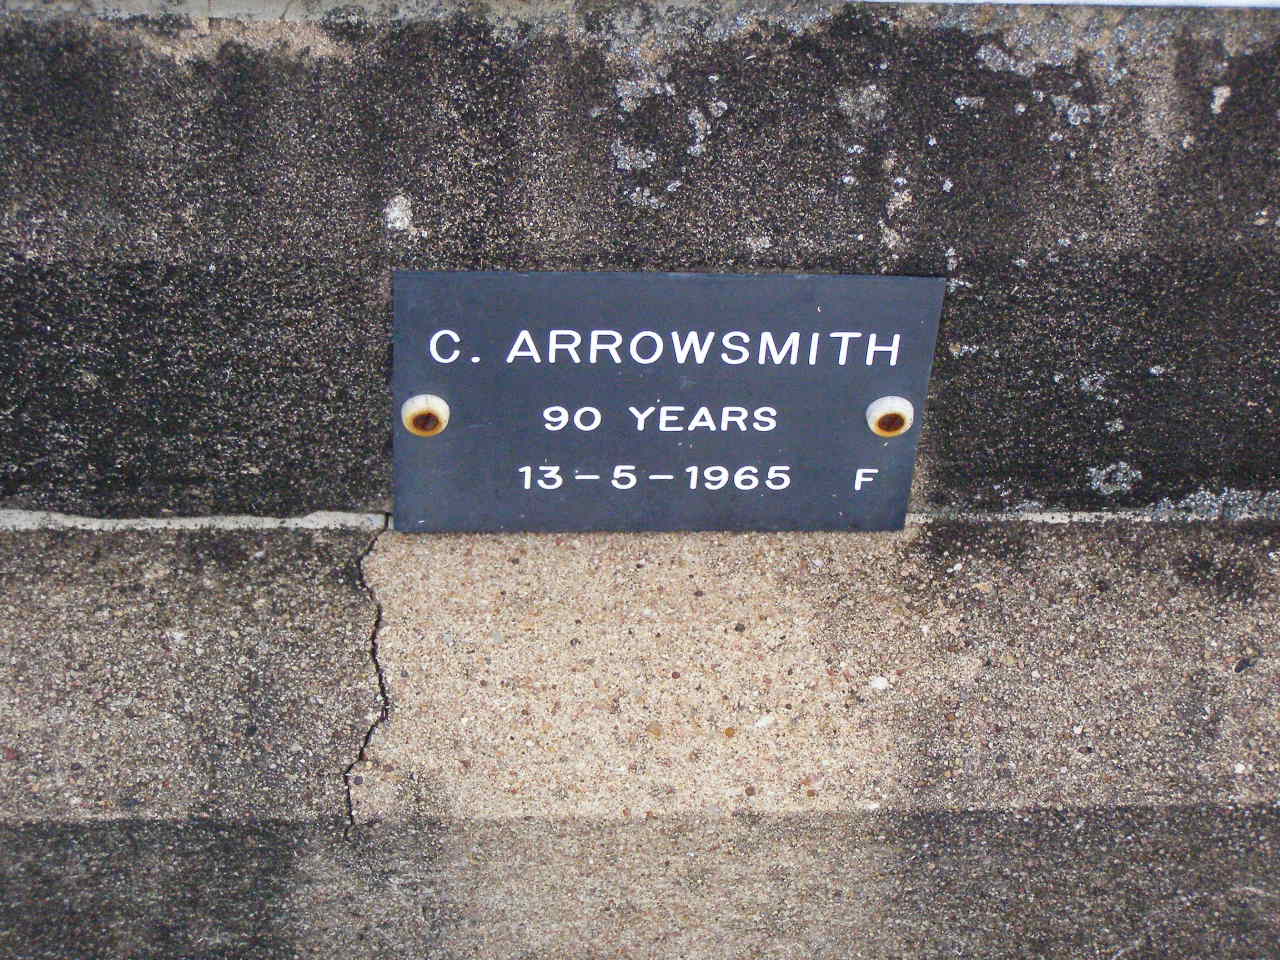 C. ARROWSMITH
90 YEARS
13-5-1965 F